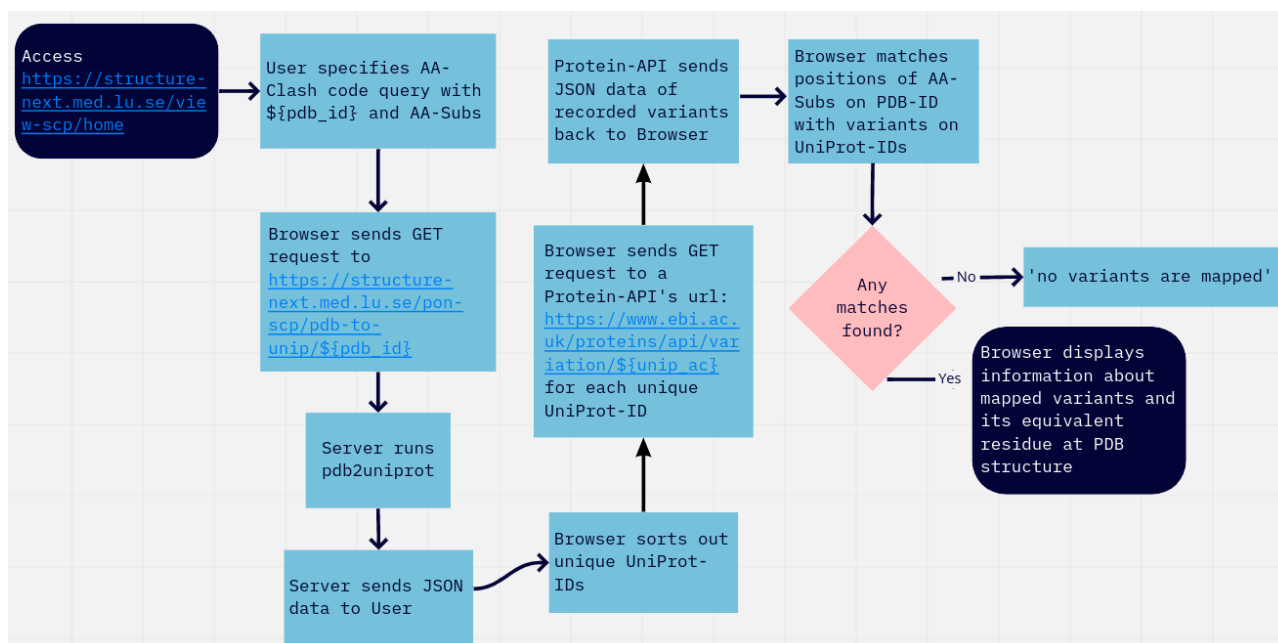 Access
https://structure-
next.med.lu.se/vie
w-scp/home
User specifies AA-
Clash code query with
${pdb_id} and AA-Subs
Browser sends GET
request to
https://structure-
next.med.lu.se/pon-
scp/pdb-to-
unip/${pdb_id}
Server runs
pdb2uniprot
Server sends JSON
data to User
Browser sorts out
unique UniProt-
IDs
Browser sends GET
request to a
Protein-API's url:
https://www.ebi.ac.
uk/proteins/api/var
iation/${unip_ac}
for each unique
UniProt-ID
Protein-API sends
JSON data of
recorded variants
back to Browser
Browser matches
positions of AA-
Subs on PDB-ID
with variants on
UniProt-IDs
Any
matches
found?
No
'no variants are mapped'
Yes
Browser displays
information about
mapped variants and
its equivalent
residue at PDB
structure